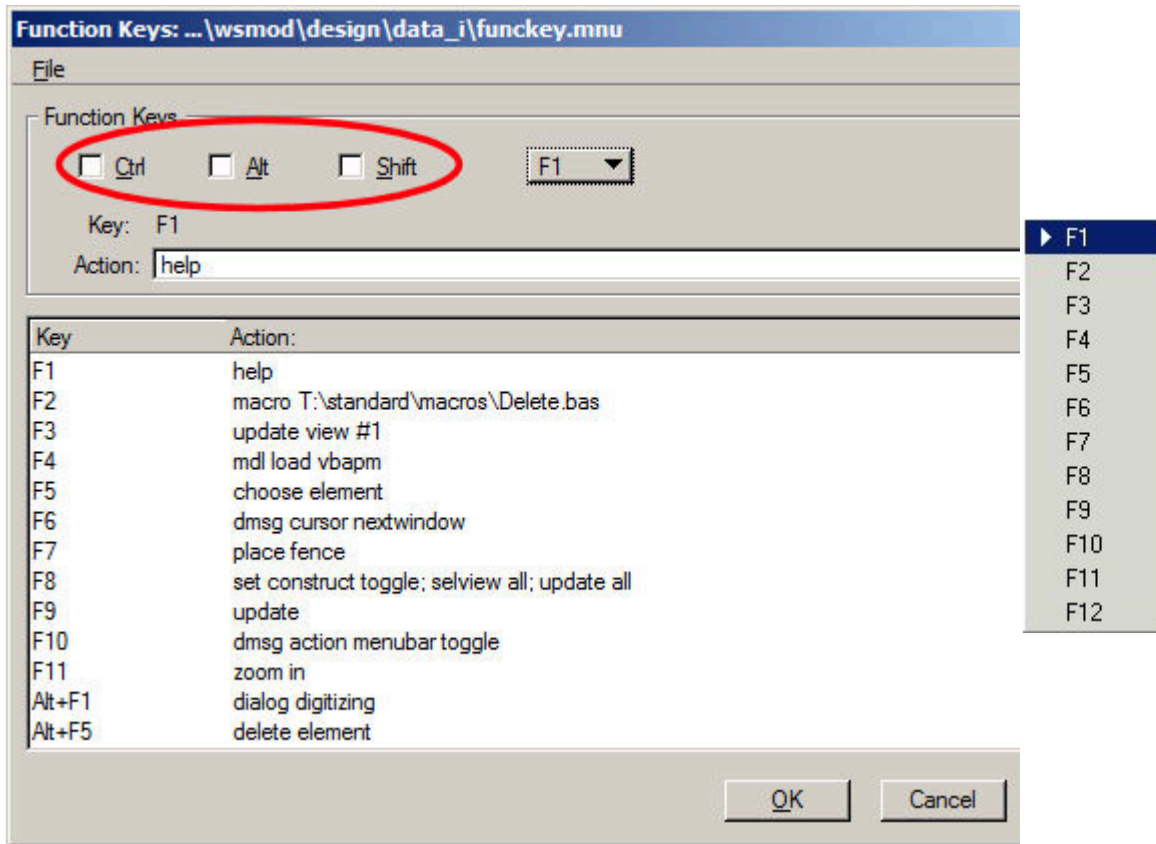 Function Keys: ...\wsmod\design\data_i\funckey.mnu
File
Function Keys
Ctrl Alt Shift F1
Key: F1
Action: help
Key Action:
F1 help
F2 macro T:\standard\macros\Delete.bas
F3 update view #1
F4 mdl load vbapm
F5 choose element
F6 dmsg cursor nextwindow
F7 place fence
F8 set construct toggle; selview all; update all
F9 update
F10 dmsg action menubar toggle
F11 zoom in
Alt+F1 dialog digitizing
Alt+F5 delete element
OK Cancel
F1
F2
F3
F4
F5
F6
F7
F8
F9
F10
F11
F12